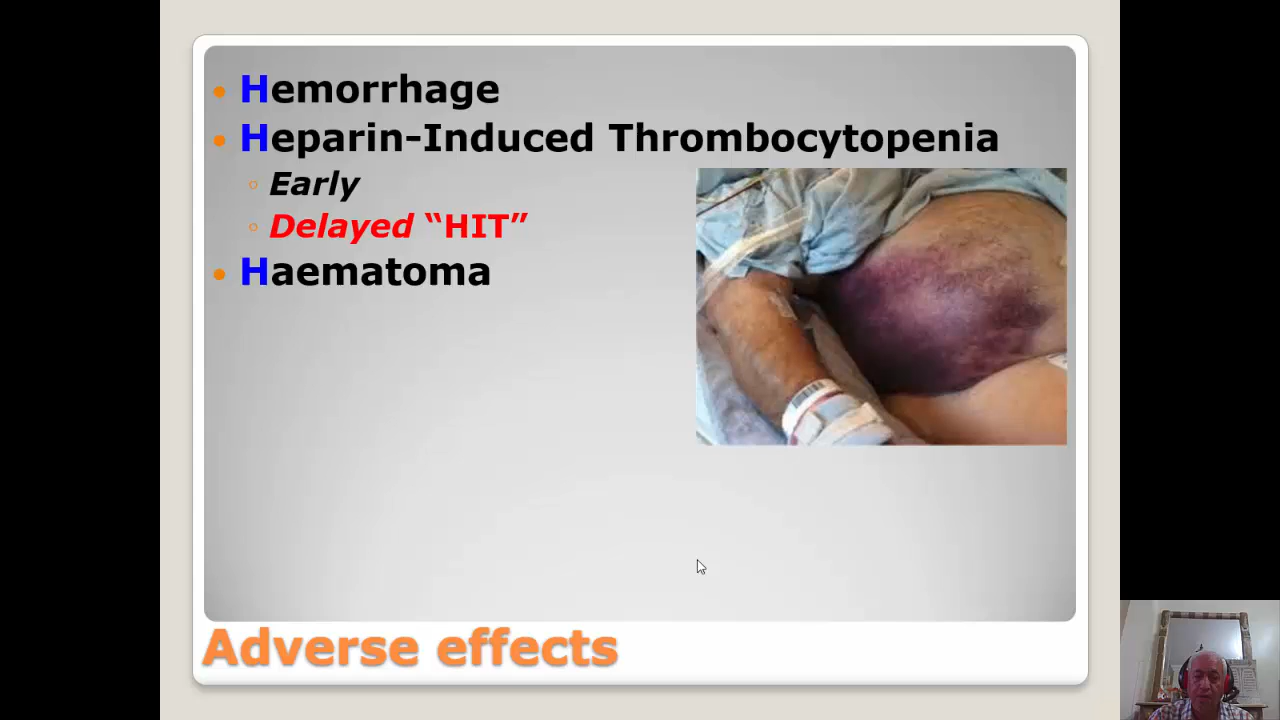 Hemorrhage
Heparin-Induced Thrombocytopenia
Early
Delayed “HIT”
Haematoma
Adverse effects